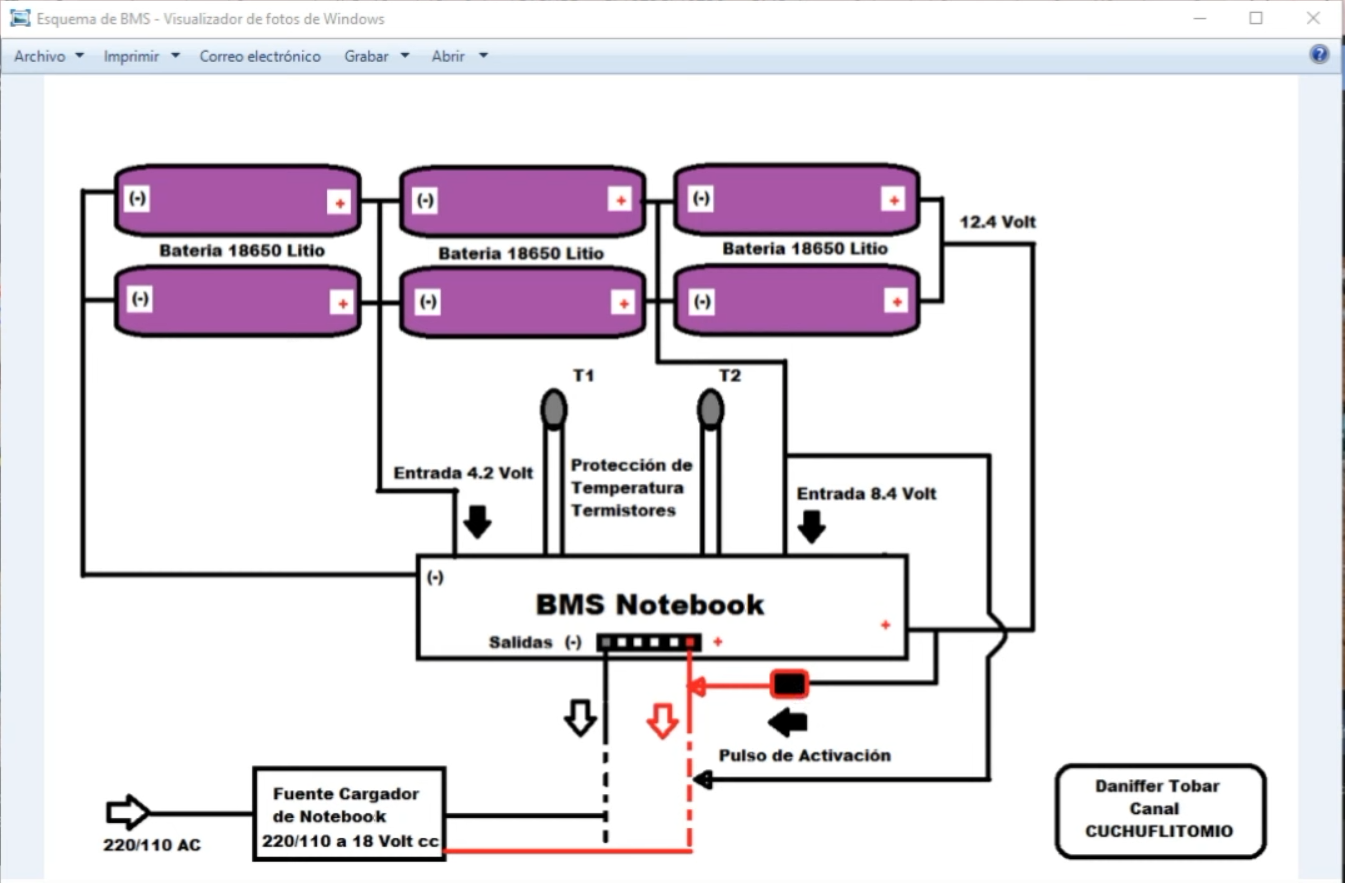 Esquema de BMS - Visualizador de fotos de Windows
Archivo Imprimir Correo electrónico Grabar Abrir
(-) + (-) + (-) +
12.4 Volt
Bateria 18650 Litio Bateria 18650 Litio Bateria 18650 Litio
(-) + (-) + (-) +
T1 T2
Entrada 4.2 Volt
Protección de
Temperatura
Termistores
Entrada 8.4 Volt
(-)
BMS Notebook
+
Salidas (-) +
Pulso de Activación
Fuente Cargador
de Notebook
220/110 a 18 Volt cc
220/110 AC
Daniffer Tobar
Canal
CUCHUFLITOMIO